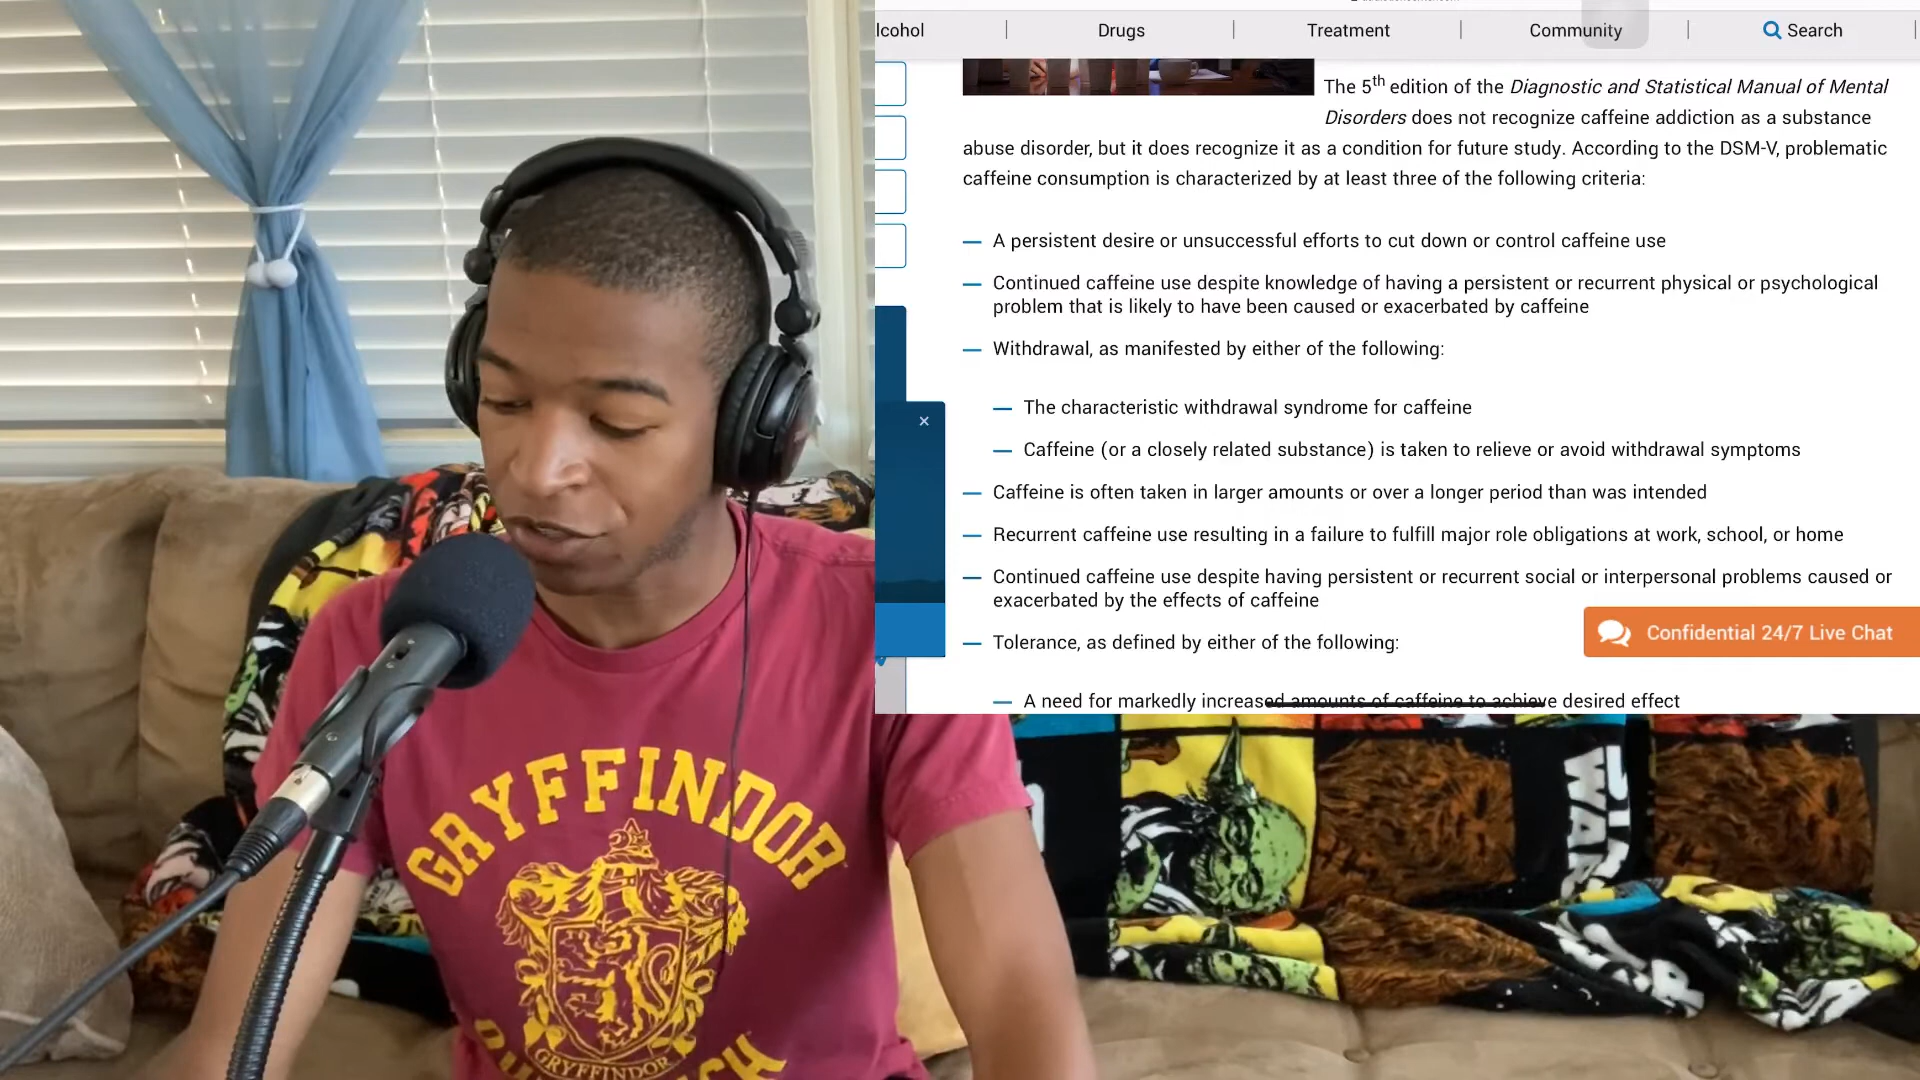 lcohol
Drugs
Treatment
Community
Search
The 5th edition of the Diagnostic and Statistical Manual of Mental
Disorders does not recognize caffeine addiction as a substance
abuse disorder, but it does recognize it as a condition for future study. According to the DSM-V, problematic
caffeine consumption is characterized by at least three of the following criteria:
— A persistent desire or unsuccessful efforts to cut down or control caffeine use
— Continued caffeine use despite knowledge of having a persistent or recurrent physical or psychological
problem that is likely to have been caused or exacerbated by caffeine
— Withdrawal, as manifested by either of the following:
— The characteristic withdrawal syndrome for caffeine
— Caffeine (or a closely related substance) is taken to relieve or avoid withdrawal symptoms
— Caffeine is often taken in larger amounts or over a longer period than was intended
— Recurrent caffeine use resulting in a failure to fulfill major role obligations at work, school, or home
— Continued caffeine use despite having persistent or recurrent social or interpersonal problems caused or
exacerbated by the effects of caffeine
— Tolerance, as defined by either of the following:
— A need for markedly increased amounts of caffeine to achieve desired effect
×
Confidential 24/7 Live Chat
GRYFFINDOR
GRYFFINDOR
WARS